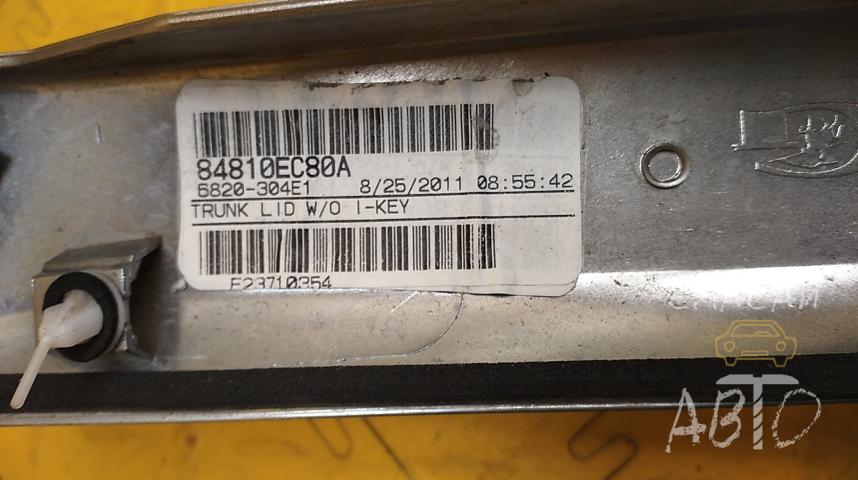 84810EC80A
6820-304E1 8/25/2011 08:55:42
TRUNK LID W/O I-KEY
E23710354
АВТО